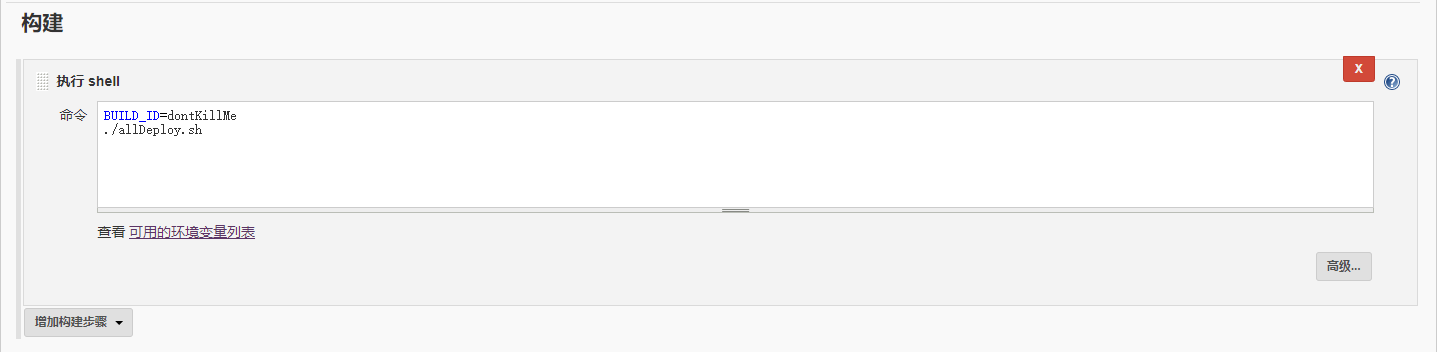 构建
执行 shell
X
?
命令
BUILD_ID=dontKillMe
./allDeploy.sh
查看 可用的环境变量列表
高级...
增加构建步骤